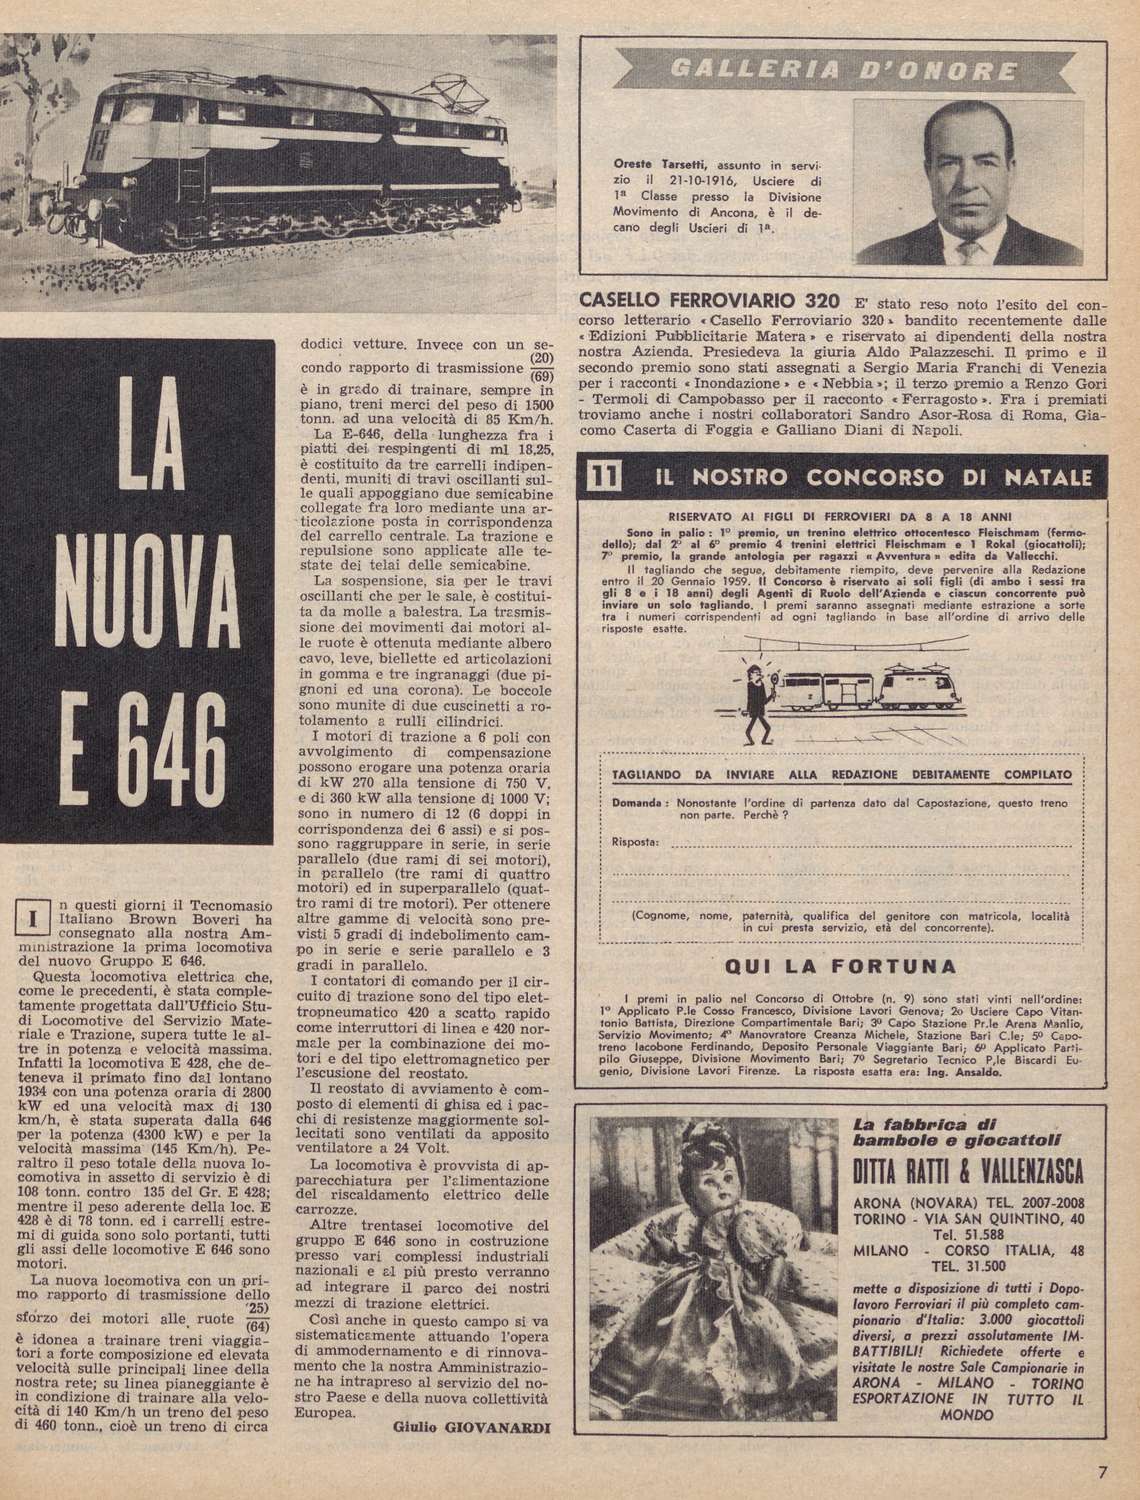 LA
NUOVA
E 646
In questi giorni il Tecnomasio
Italiano Brown Boveri ha
consegnato alla nostra Am-
ministrazione la prima locomotiva
del nuovo Gruppo E 646.
Questa locomotiva elettrica che,
come le precedenti, è stata comple-
tamente progettata dall'Ufficio Stu-
di Locomotive del Servizio Mate-
riale e Trazione, supera tutte le al-
tre in potenza e velocità massima.
Infatti la locomotiva E 428, che de-
teneva il primato fino dal lontano
1934 con una potenza oraria di 2800
kW ed una velocità max di 130
km/h, è stata superata dalla 646
per la potenza (4300 kW) e per la
velocità massima (145 Km/h). Pe-
raltro il peso totale della nuova lo-
comotiva in assetto di servizio è di
108 tonn. contro 135 del Gr. E 428;
mentre il peso aderente della loc. E
428 è di 78 tonn. ed i carrelli estre-
mi di guida sono solo portanti, tutti
gli assi delle locomotive E 646 sono
motori.
La nuova locomotiva con un pri-
mo rapporto di trasmissione dello
sforzo dei motori alle ruote (25)
(64)
è idonea a trainare treni viaggia-
tori a forte composizione ed elevata
velocità sulle principali linee della
nostra rete; su linea pianeggiante è
in condizione di trainare alla velo-
cità di 140 Km/h un treno del peso
di 460 tonn., cioè un treno di circa
dodici vetture. Invece con un se-
condo rapporto di trasmissione (20)
(69)
è in grado di trainare, sempre in
piano, treni merci del peso di 1500
tonn. ad una velocità di 85 Km/h.
La E-646, della lunghezza fra i
piatti dei respingenti di ml 18,25,
è costituito da tre carrelli indipen-
denti, muniti di travi oscillanti sul-
le quali appoggiano due semicabine
collegate fra loro mediante una ar-
ticolazione posta in corrispondenza
del carrello centrale. La trazione e
repulsione sono applicate alle te-
state dei telai delle semicabine.
La sospensione, sia per le travi
oscillanti che per le sale, è costitui-
ta da molle a balestra. La trasmis-
sione dei movimenti dai motori al-
le ruote è ottenuta mediante albero
cavo, leve, biellette ed articolazioni
in gomma e tre ingranaggi (due pi-
gnoni ed una corona). Le boccole
sono munite di due cuscinetti a ro-
tolamento a rulli cilindrici.
I motori di trazione a 6 poli con
avvolgimento di compensazione
possono erogare una potenza oraria
di kW 270 alla tensione di 750 V,
e di 360 kW alla tensione di 1000 V;
sono in numero di 12 (6 doppi in
corrispondenza dei 6 assi) e si pos-
sono raggruppare in serie, in serie
parallelo (due rami di sei motori),
in parallelo (tre rami di quattro
motori) ed in superparallelo (quat-
tro rami di tre motori). Per ottenere
altre gamme di velocità sono pre-
visti 5 gradi di indebolimento cam-
po in serie e serie parallelo e 3
gradi in parallelo.
I contatori di comando per il cir-
cuito di trazione sono del tipo elet-
tropneumatico 420 a scatto rapido
come interruttori di linea e 420 nor-
male per la combinazione dei mo-
tori e del tipo elettromagnetico per
l'escusione del reostato.
Il reostato di avviamento è com-
posto di elementi di ghisa ed i pac-
chi di resistenze maggiormente sol-
lecitati sono ventilati da apposito
ventilatore a 24 Volt.
La locomotiva è provvista di ap-
parecchiatura per l'alimentazione
del riscaldamento elettrico delle
carrozze.
Altre trentasei locomotive del
gruppo E 646 sono in costruzione
presso vari complessi industriali
nazionali e al più presto verranno
ad integrare il parco dei nostri
mezzi di trazione elettrici.
Così anche in questo campo si va
sistematicamente attuando l'opera
di ammodernamento e di rinnova-
mento che la nostra Amministrazio-
ne ha intrapreso al servizio del no-
stro Paese e della nuova collettività
Europea.
Giulio GIOVANARDI
GALLERIA D'ONORE
Oreste Tarsetti, assunto in servi-
zio il 21-10-1916, Usciere di
1ª Classe presso la Divisione
Movimento di Ancona, è il de-
cano degli Uscieri di 1ª.
CASELLO FERROVIARIO 320 E' stato reso noto l'esito del con-
corso letterario «Casello Ferroviario 320» bandito recentemente dalle
«Edizioni Pubblicitarie Matera» e riservato ai dipendenti della nostra
nostra Azienda. Presiedeva la giuria Aldo Palazzeschi. Il primo e il
secondo premio sono stati assegnati a Sergio Maria Franchi di Venezia
per i racconti «Inondazione» e «Nebbia»; il terzo premio a Renzo Gori
- Termoli di Campobasso per il racconto «Ferragosto». Fra i premiati
troviamo anche i nostri collaboratori Sandro Asor-Rosa di Roma, Gia-
como Caserta di Foggia e Galliano Diani di Napoli.
11 IL NOSTRO CONCORSO DI NATALE
RISERVATO AI FIGLI DI FERROVIERI DA 8 A 18 ANNI
Sono in palio: 1º premio, un trenino elettrico ottocentesco Fleischmam (fermo-
dello); dal 2º al 6º premio 4 trenini elettrici Fleischmam e 1 Rokal (giocattoli);
7º premio, la grande antologia per ragazzi «Avventura» edita da Vallecchi.
Il tagliando che segue, debitamente riempito, deve pervenire alla Redazione
entro il 20 Gennaio 1959. Il Concorso è riservato ai soli figli (di ambo i sessi tra
gli 8 e i 18 anni) degli Agenti di Ruolo dell'Azienda e ciascun concorrente può
inviare un solo tagliando. I premi saranno assegnati mediante estrazione a sorte
tra i numeri corrispendenti ad ogni tagliando in base all'ordine di arrivo delle
risposte esatte.
TAGLIANDO DA INVIARE ALLA REDAZIONE DEBITAMENTE COMPILATO
Domanda: Nonostante l'ordine di partenza dato dal Capostazione, questo treno
non parte. Perchè?
Risposta:
(Cognome, nome, paternità, qualifica del genitore con matricola, località
in cui presta servizio, età del concorrente).
QUI LA FORTUNA
I premi in palio nel Concorso di Ottobre (n. 9) sono stati vinti nell'ordine:
1º Applicato P.le Cosso Francesco, Divisione Lavori Genova; 2o Usciere Capo Vitan-
tonio Battista, Direzione Compartimentale Bari; 3º Capo Stazione Pr.le Arena Manlio,
Servizio Movimento; 4º Manovratore Creanza Michele, Stazione Bari C.le; 5º Capo-
treno Iacobone Ferdinando, Deposito Personale Viaggiante Bari; 6º Applicato Parti-
pilo Giuseppe, Divisione Movimento Bari; 7º Segretario Tecnico P,le Biscardi Eu-
genio, Divisione Lavori Firenze. La risposta esatta era: Ing. Ansaldo.
La fabbrica di
bambole e giocattoli
DITTA RATTI & VALLENZASCA
ARONA (NOVARA) TEL. 2007-2008
TORINO - VIA SAN QUINTINO, 40
Tel. 51.588
MILANO - CORSO ITALIA, 48
TEL. 31.500
mette a disposizione di tutti i Dopo-
lavoro Ferroviari il più completo cam-
pionario d'Italia: 3.000 giocattoli
diversi, a prezzi assolutamente IM-
BATTIBILI! Richiedete offerte e
visitate le nostre Sale Campionarie in
ARONA - MILANO - TORINO
ESPORTAZIONE IN TUTTO IL
MONDO
7